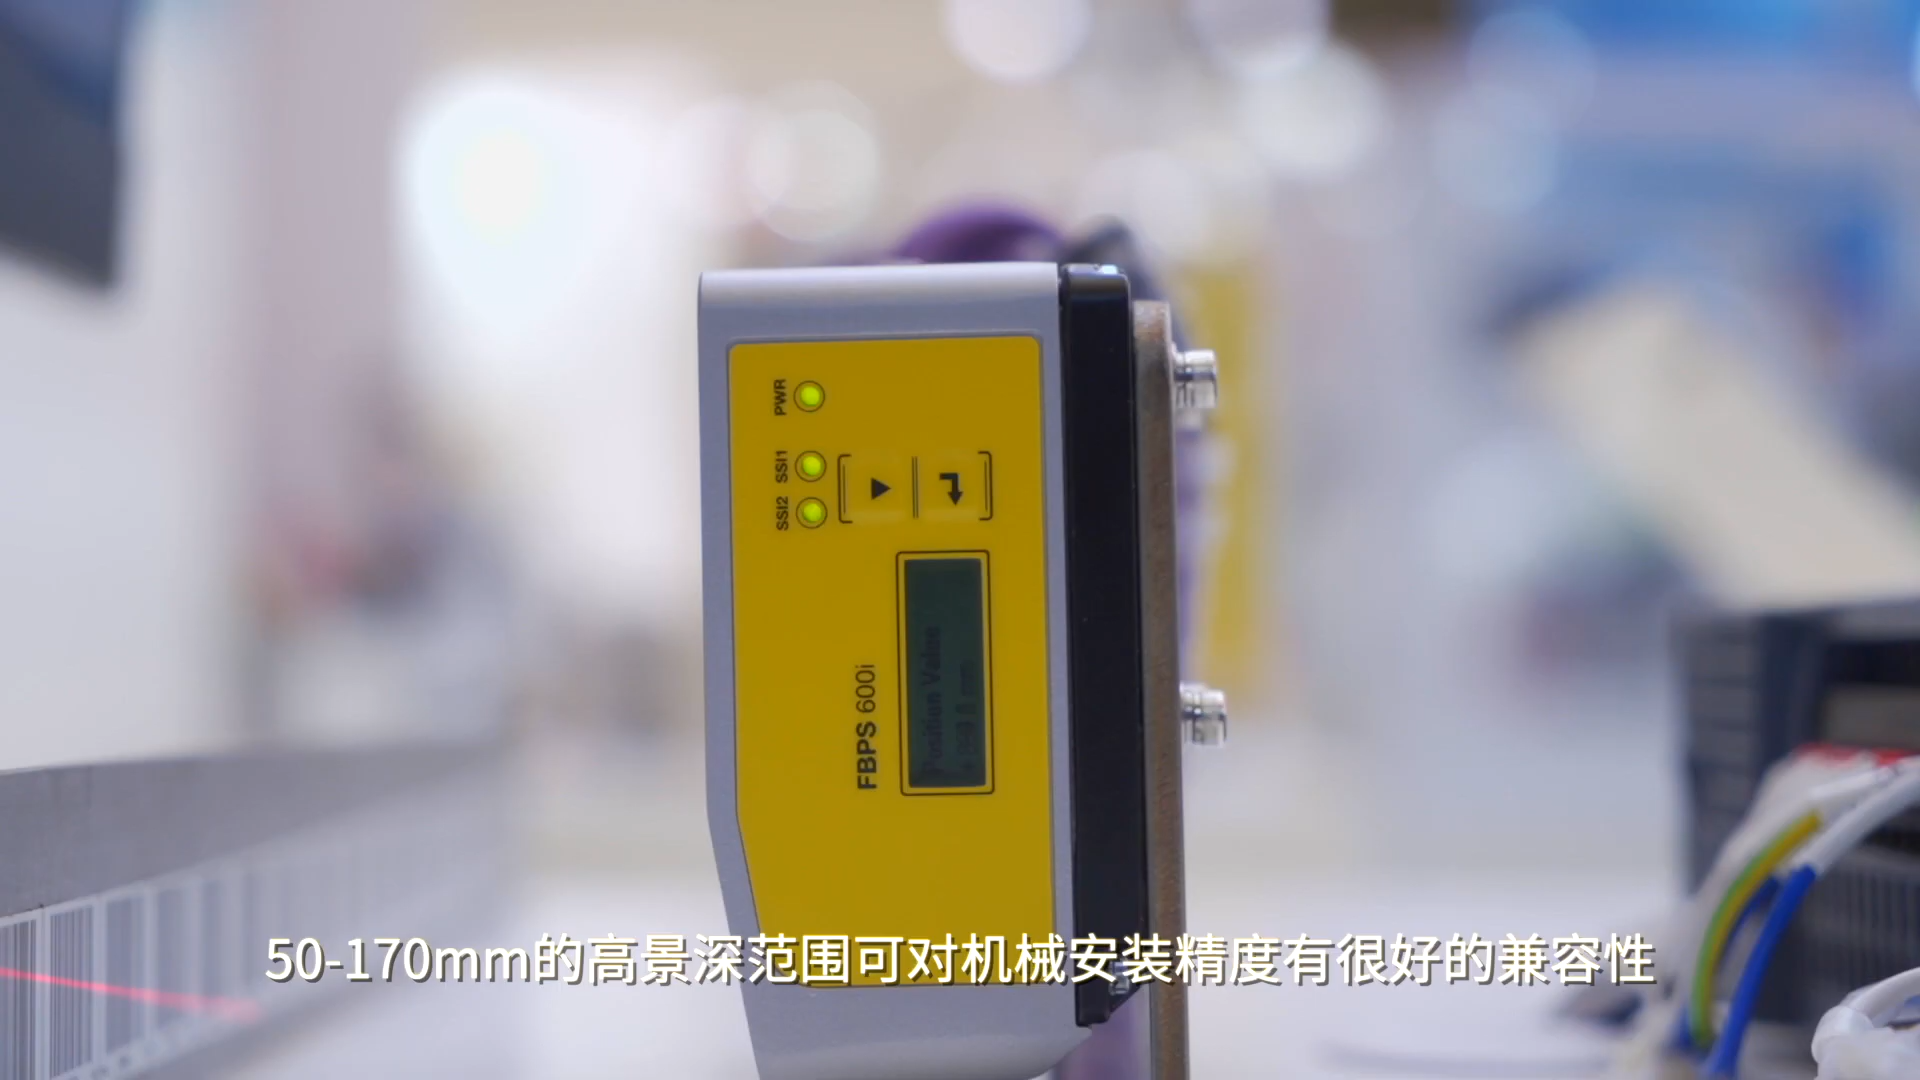 PWR
SSI1
SSI2
FBPS 600i
Position Value
50-170mm的高景深范围可对机械安装精度有很好的兼容性